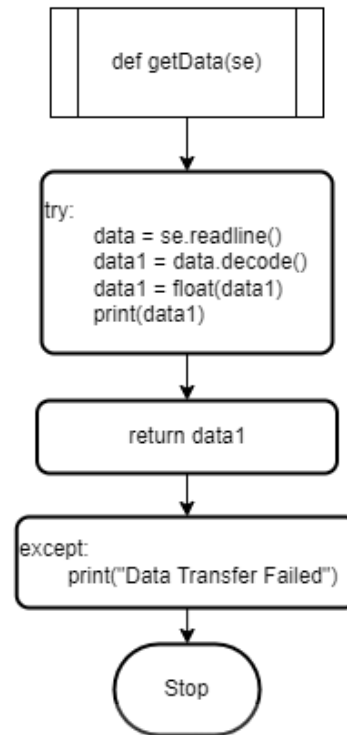 def getData(se)
try:
data = se.readline()
data1 = data.decode()
data1 = float(data1)
print(data1)
return data1
except:
print("Data Transfer Failed")
Stop